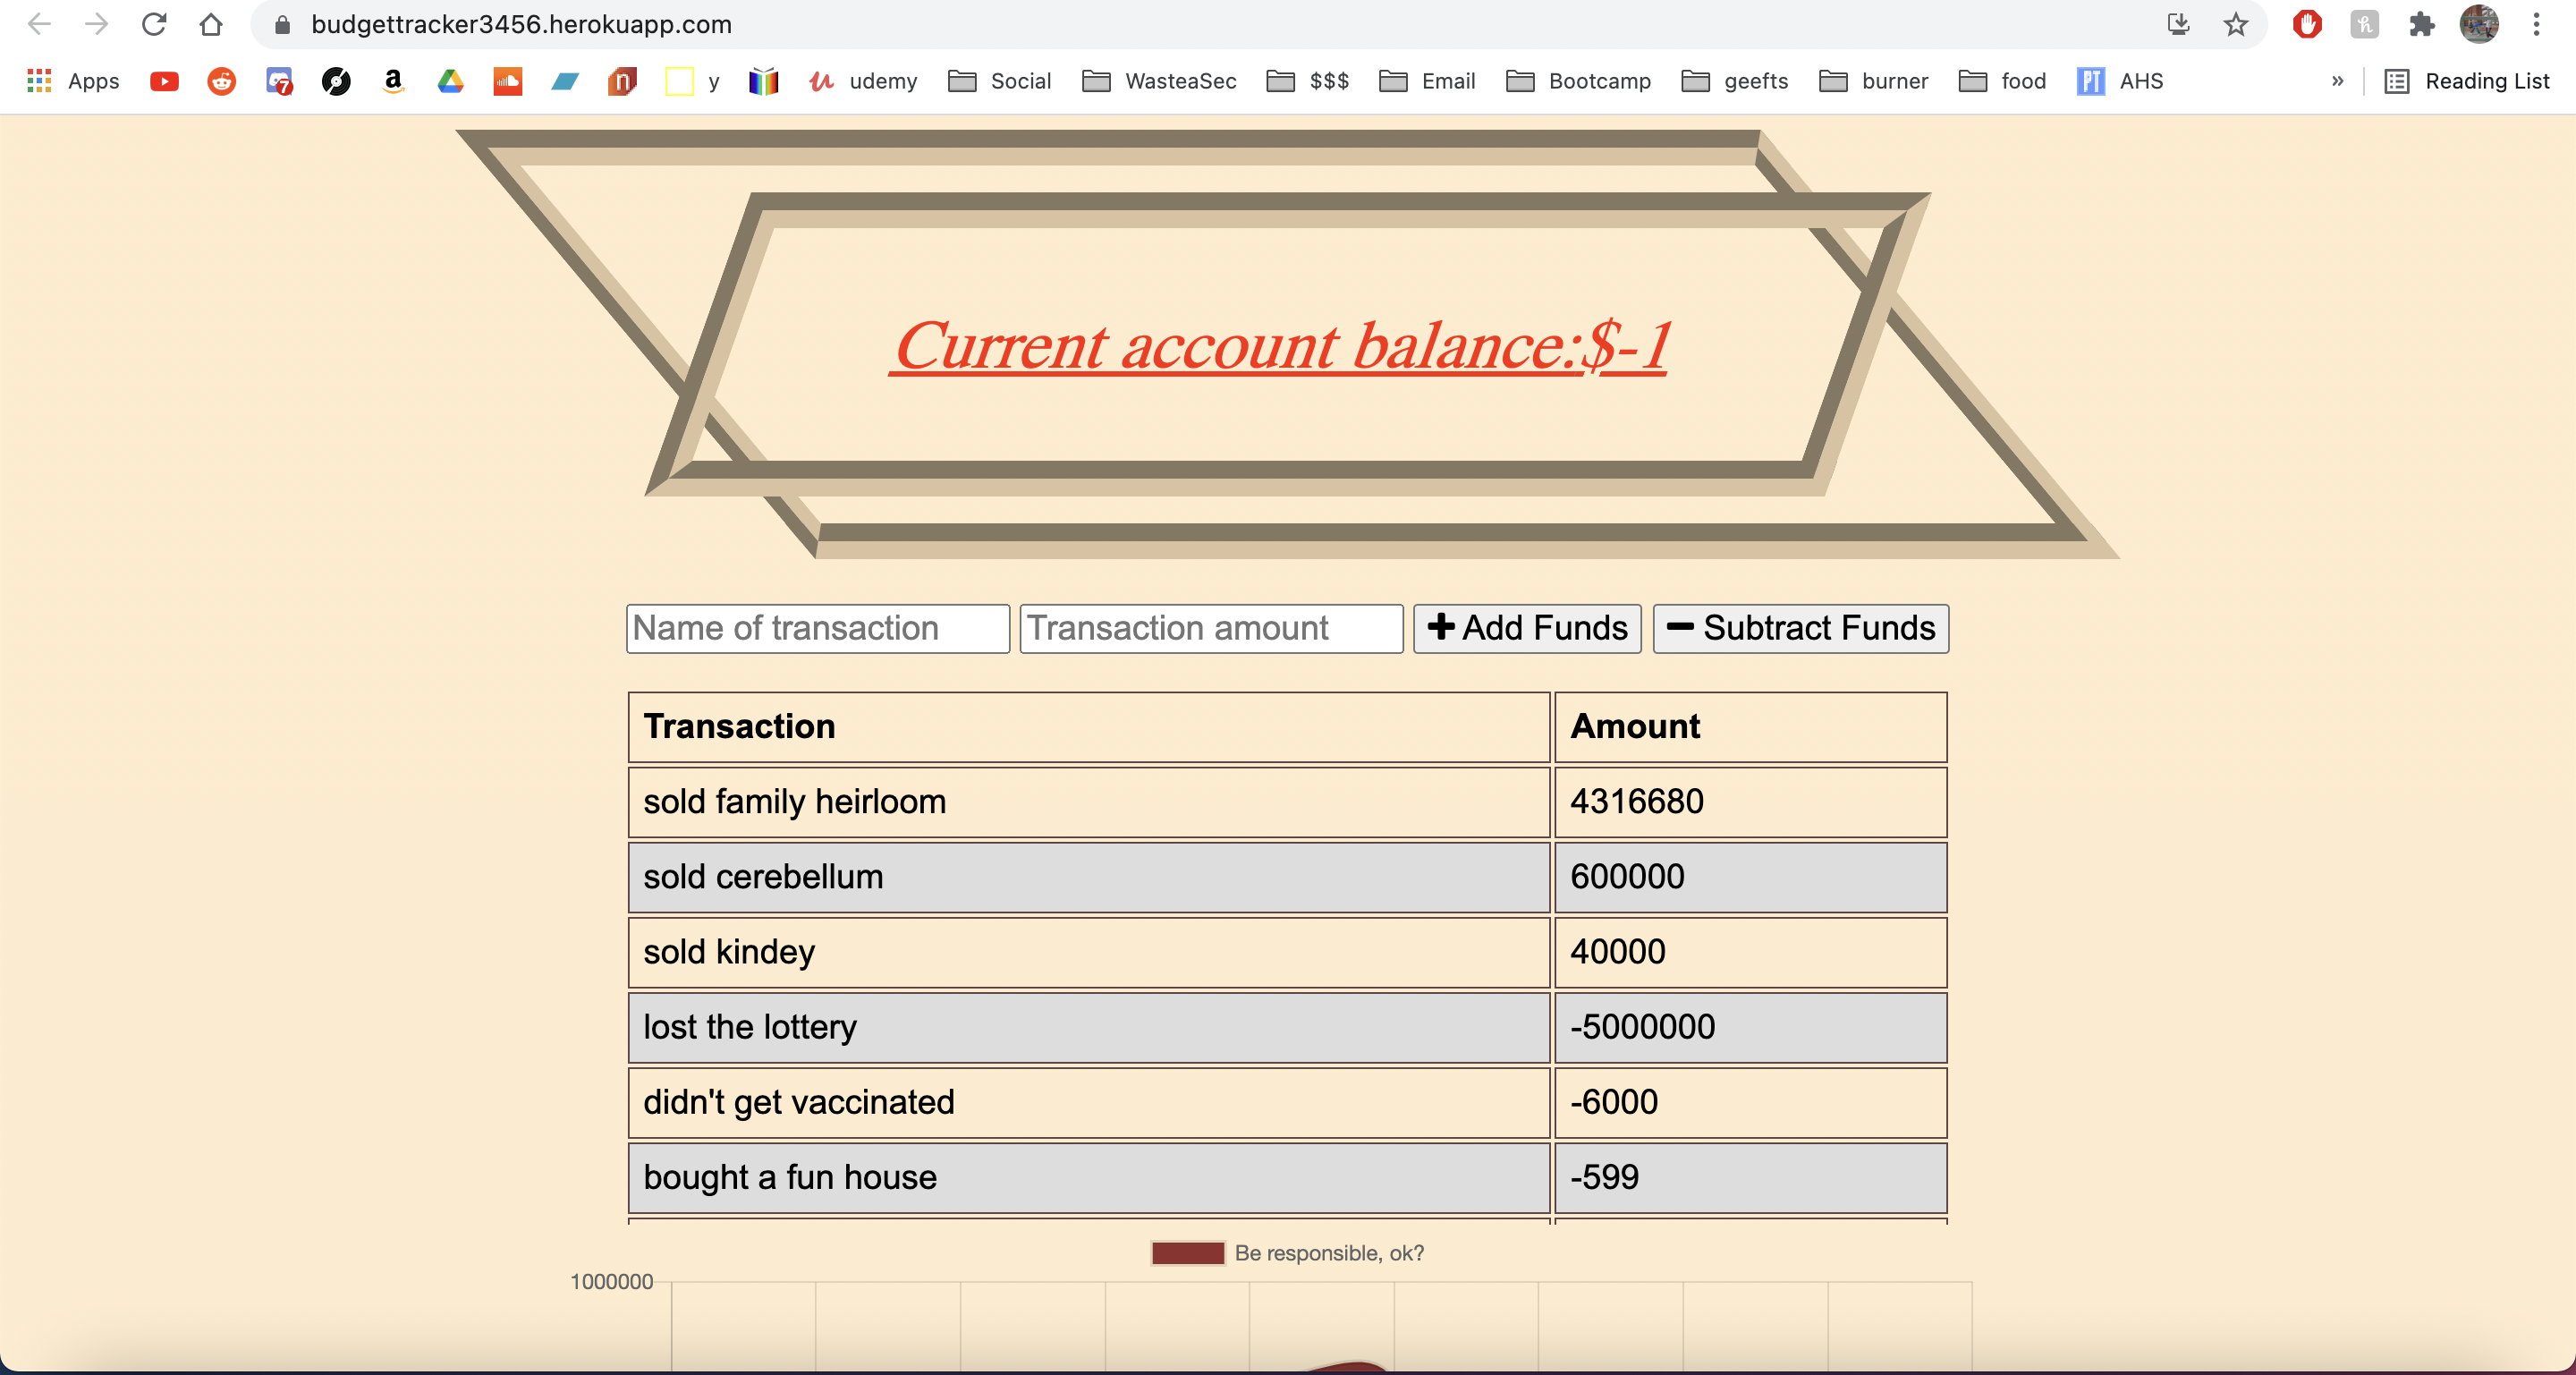 budgettracker3456.herokuapp.com
Apps 7 a n y udemy Social WasteaSec $$$ Email Bootcamp geefts burner food PT AHS » Reading List
Current account balance:$-1
Name of transaction Transaction amount Add Funds Subtract Funds
Transaction Amount
sold family heirloom 4316680
sold cerebellum 600000
sold kindey 40000
lost the lottery -5000000
didn't get vaccinated -6000
bought a fun house -599
Be responsible, ok?
1000000